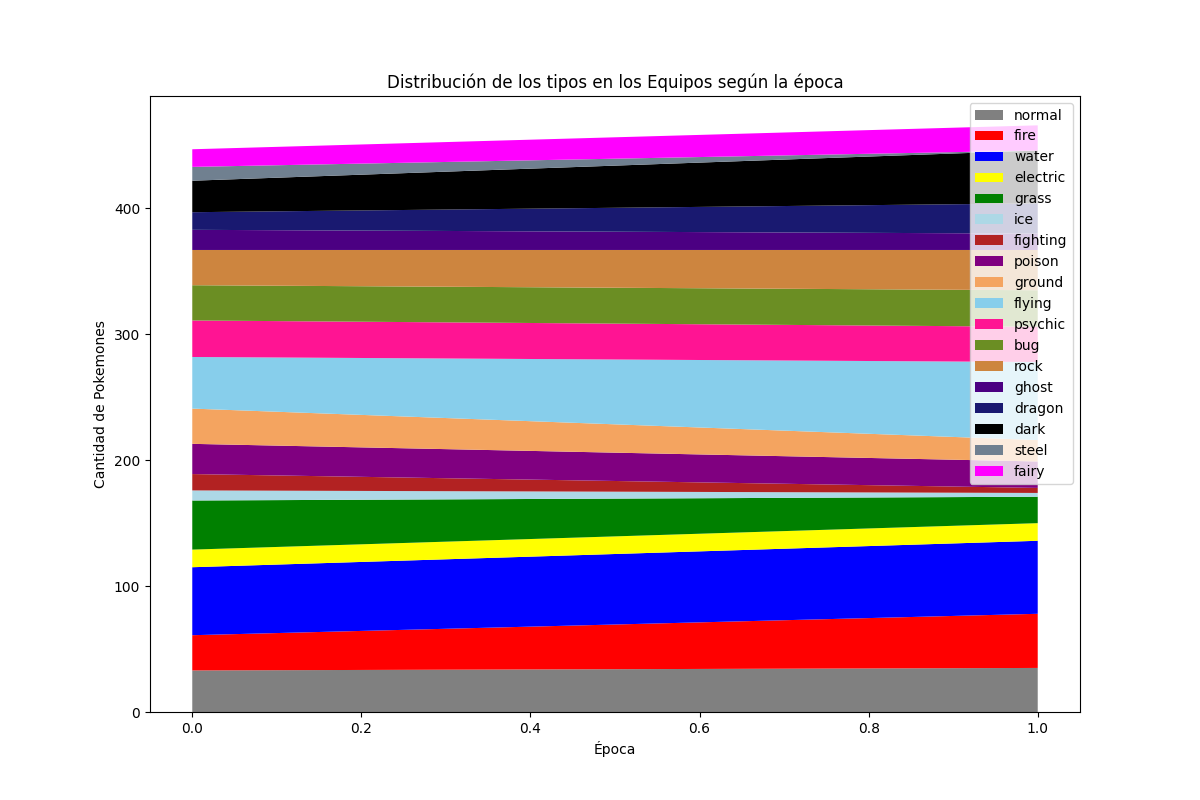 Distribución de los tipos en los Equipos según la época
normal
fire
water
electric
grass
ice
fighting
poison
ground
flying
psychic
bug
rock
ghost
dragon
dark
steel
fairy
Cantidad de Pokemones
400
300
200
100
0
0.0 0.2 0.4 0.6 0.8 1.0
Época